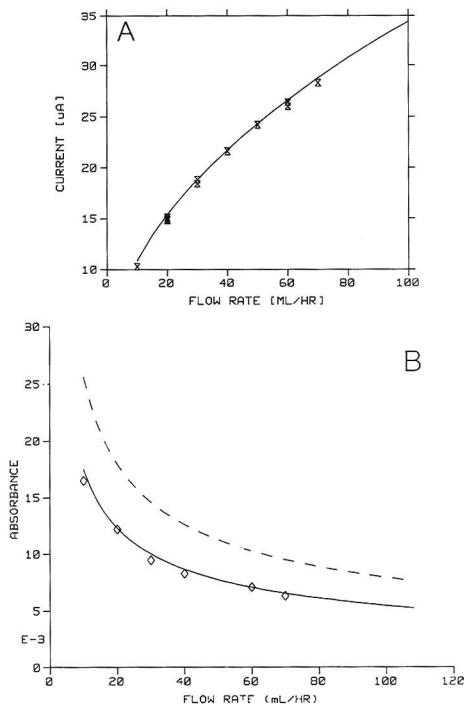 A
35
30
25
20
15
10
CURRENT [uA]
0 20 40 60 80 100
FLOW RATE [ML/HR]
B
30
25
20
15
10
5
E-3
0
ABSORBANCE
0 20 40 60 80 100 120
FLOW RATE (mL/HR)